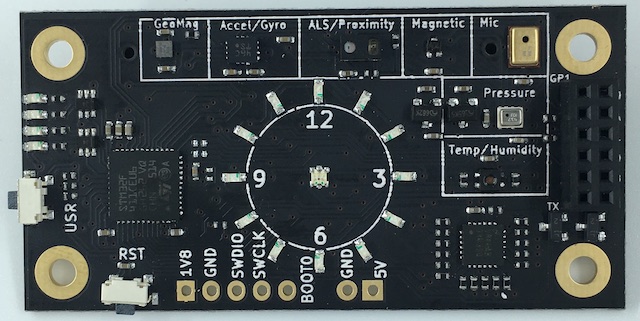 GeoMag
Accel/Gyro
ALS/Proximity
Magnetic
Mic
GP1
Pressure
12
Temp/Humidity
9
3
USR
TX
6
RST
1V8
GND
SWDIO
SWCLK
BOOT0
GND
5V